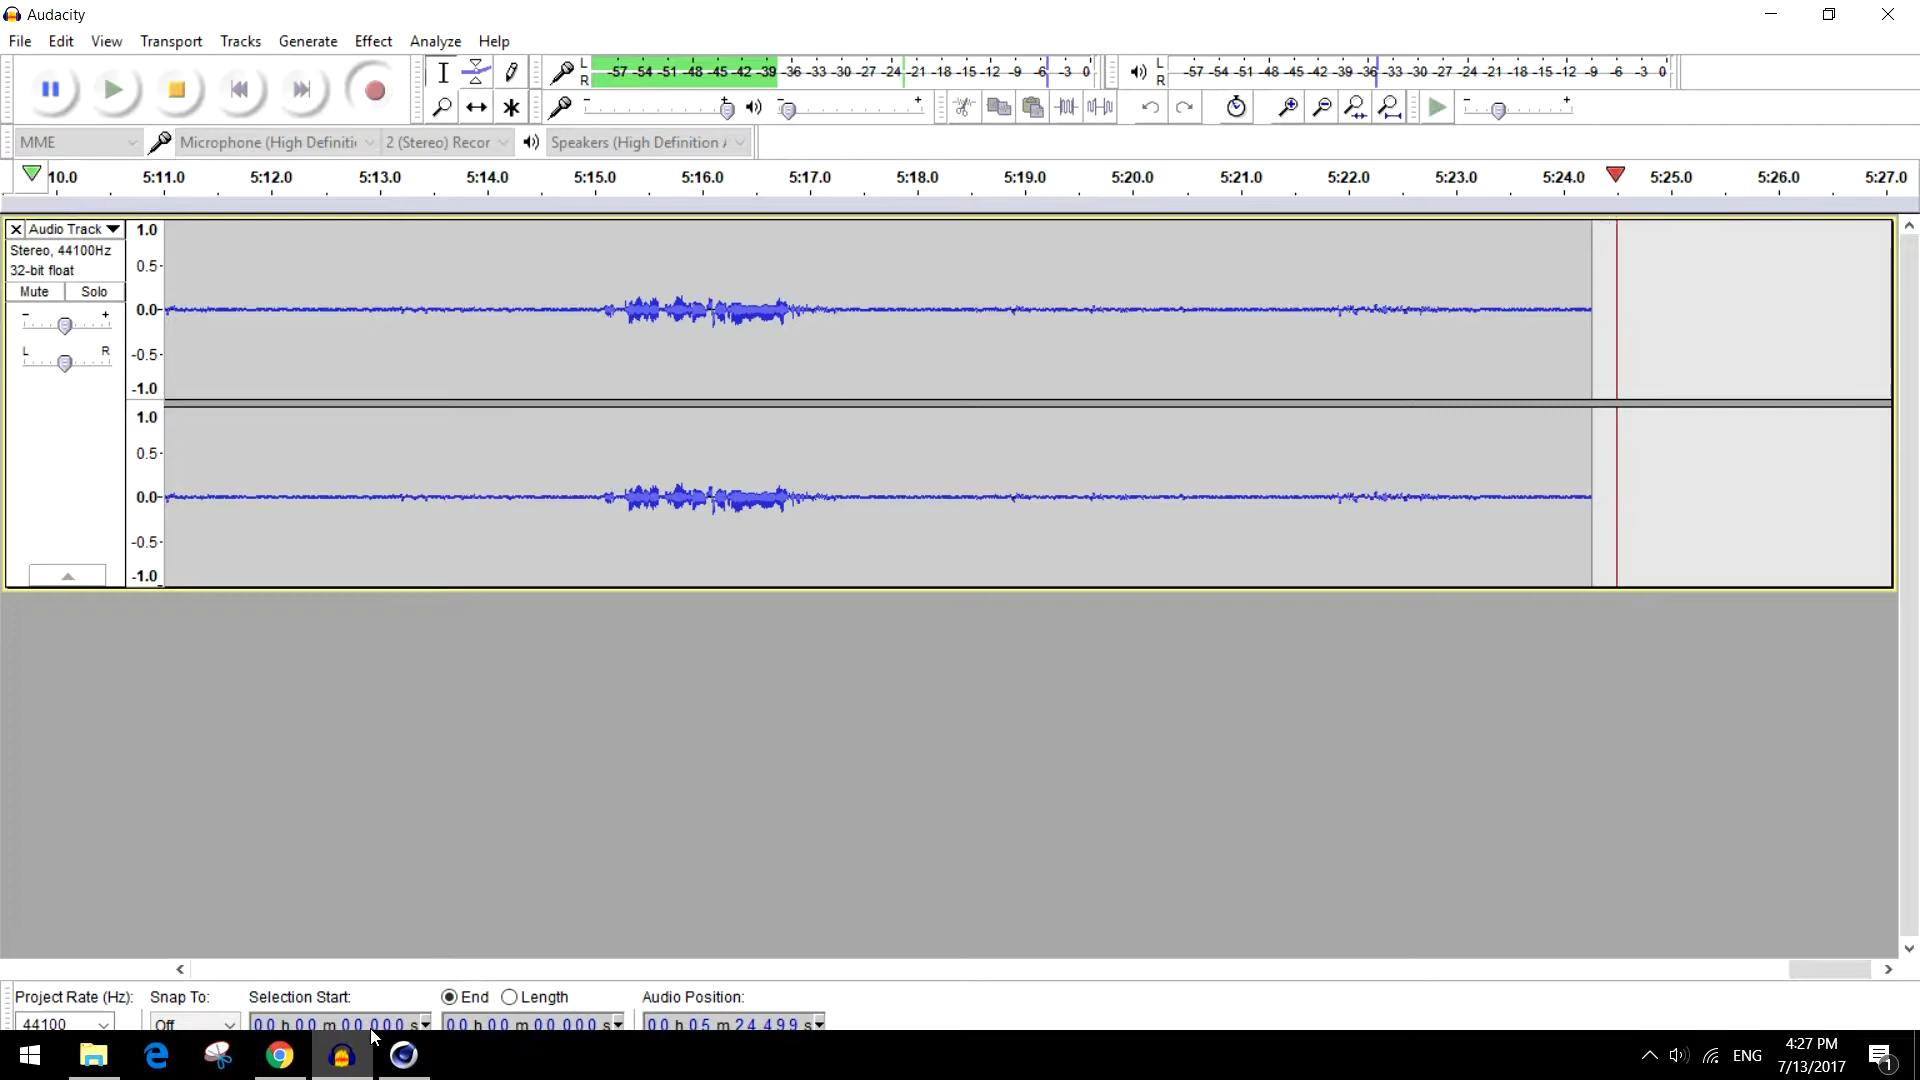 Audacity
File Edit View Transport Tracks Generate Effect Analyze Help
L
R
-57 -54 -51 -48 -45 -42 -39 -36 -33 -30 -27 -24 -21 -18 -15 -12 -9 -6 -3 0
L
R
-57 -54 -51 -48 -45 -42 -39 -36 -33 -30 -27 -24 -21 -18 -15 -12 -9 -6 -3 0
MME
Microphone (High Definiti
2 (Stereo) Recor
Speakers (High Definition
10.0 5:11.0 5:12.0 5:13.0 5:14.0 5:15.0 5:16.0 5:17.0 5:18.0 5:19.0 5:20.0 5:21.0 5:22.0 5:23.0 5:24.0 5:25.0 5:26.0 5:27.0
Audio Track
Stereo, 44100Hz
32-bit float
Mute Solo
- +
L R
1.0
0.5
0.0
-0.5
-1.0
1.0
0.5
0.0
-0.5
-1.0
Project Rate (Hz): Snap To: Selection Start: End Length Audio Position:
44100 Off 00 h 00 m 00.000 s 00 h 00 m 00.000 s 00 h 05 m 24.499 s
ENG
4:27 PM
7/13/2017
1